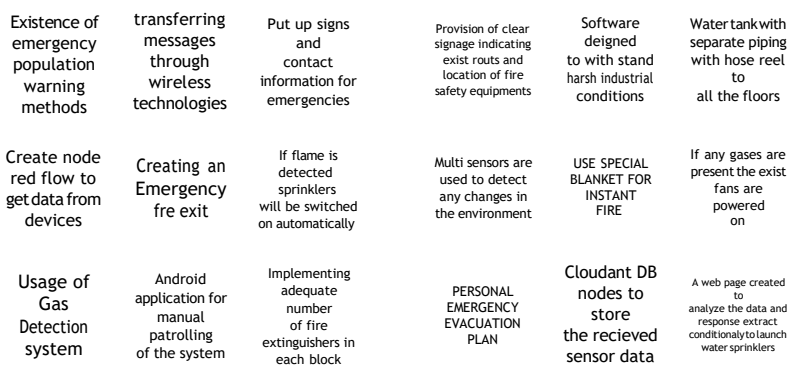 Existence of
emergency
population
warning
methods
transferring
messages
through
wireless
technologies
Put up signs
and
contact
information for
emergencies
Provision of clear
signage indicating
exist routs and
location of fire
safety equipments
Software
deigned
to with stand
harsh industrial
conditions
Water tank with
separate piping
with hose reel
to
all the floors
Create node
red flow to
get data from
devices
Creating an
Emergency
fre exit
If flame is
detected
sprinklers
will be switched
on automatically
Multi sensors are
used to detect
any changes in
the environment
USE SPECIAL
BLANKET FOR
INSTANT
FIRE
If any gases are
present the exist
fans are
powered
on
Usage of
Gas
Detection
system
Android
application for
manual
patrolling
of the system
Implementing
adequate
number
of fire
extinguishers in
each block
PERSONAL
EMERGENCY
EVACUATION
PLAN
Cloudant DB
nodes to
store
the recieved
sensor data
A web page created
to
analyze the data and
response extract
conditionaly to launch
water sprinklers